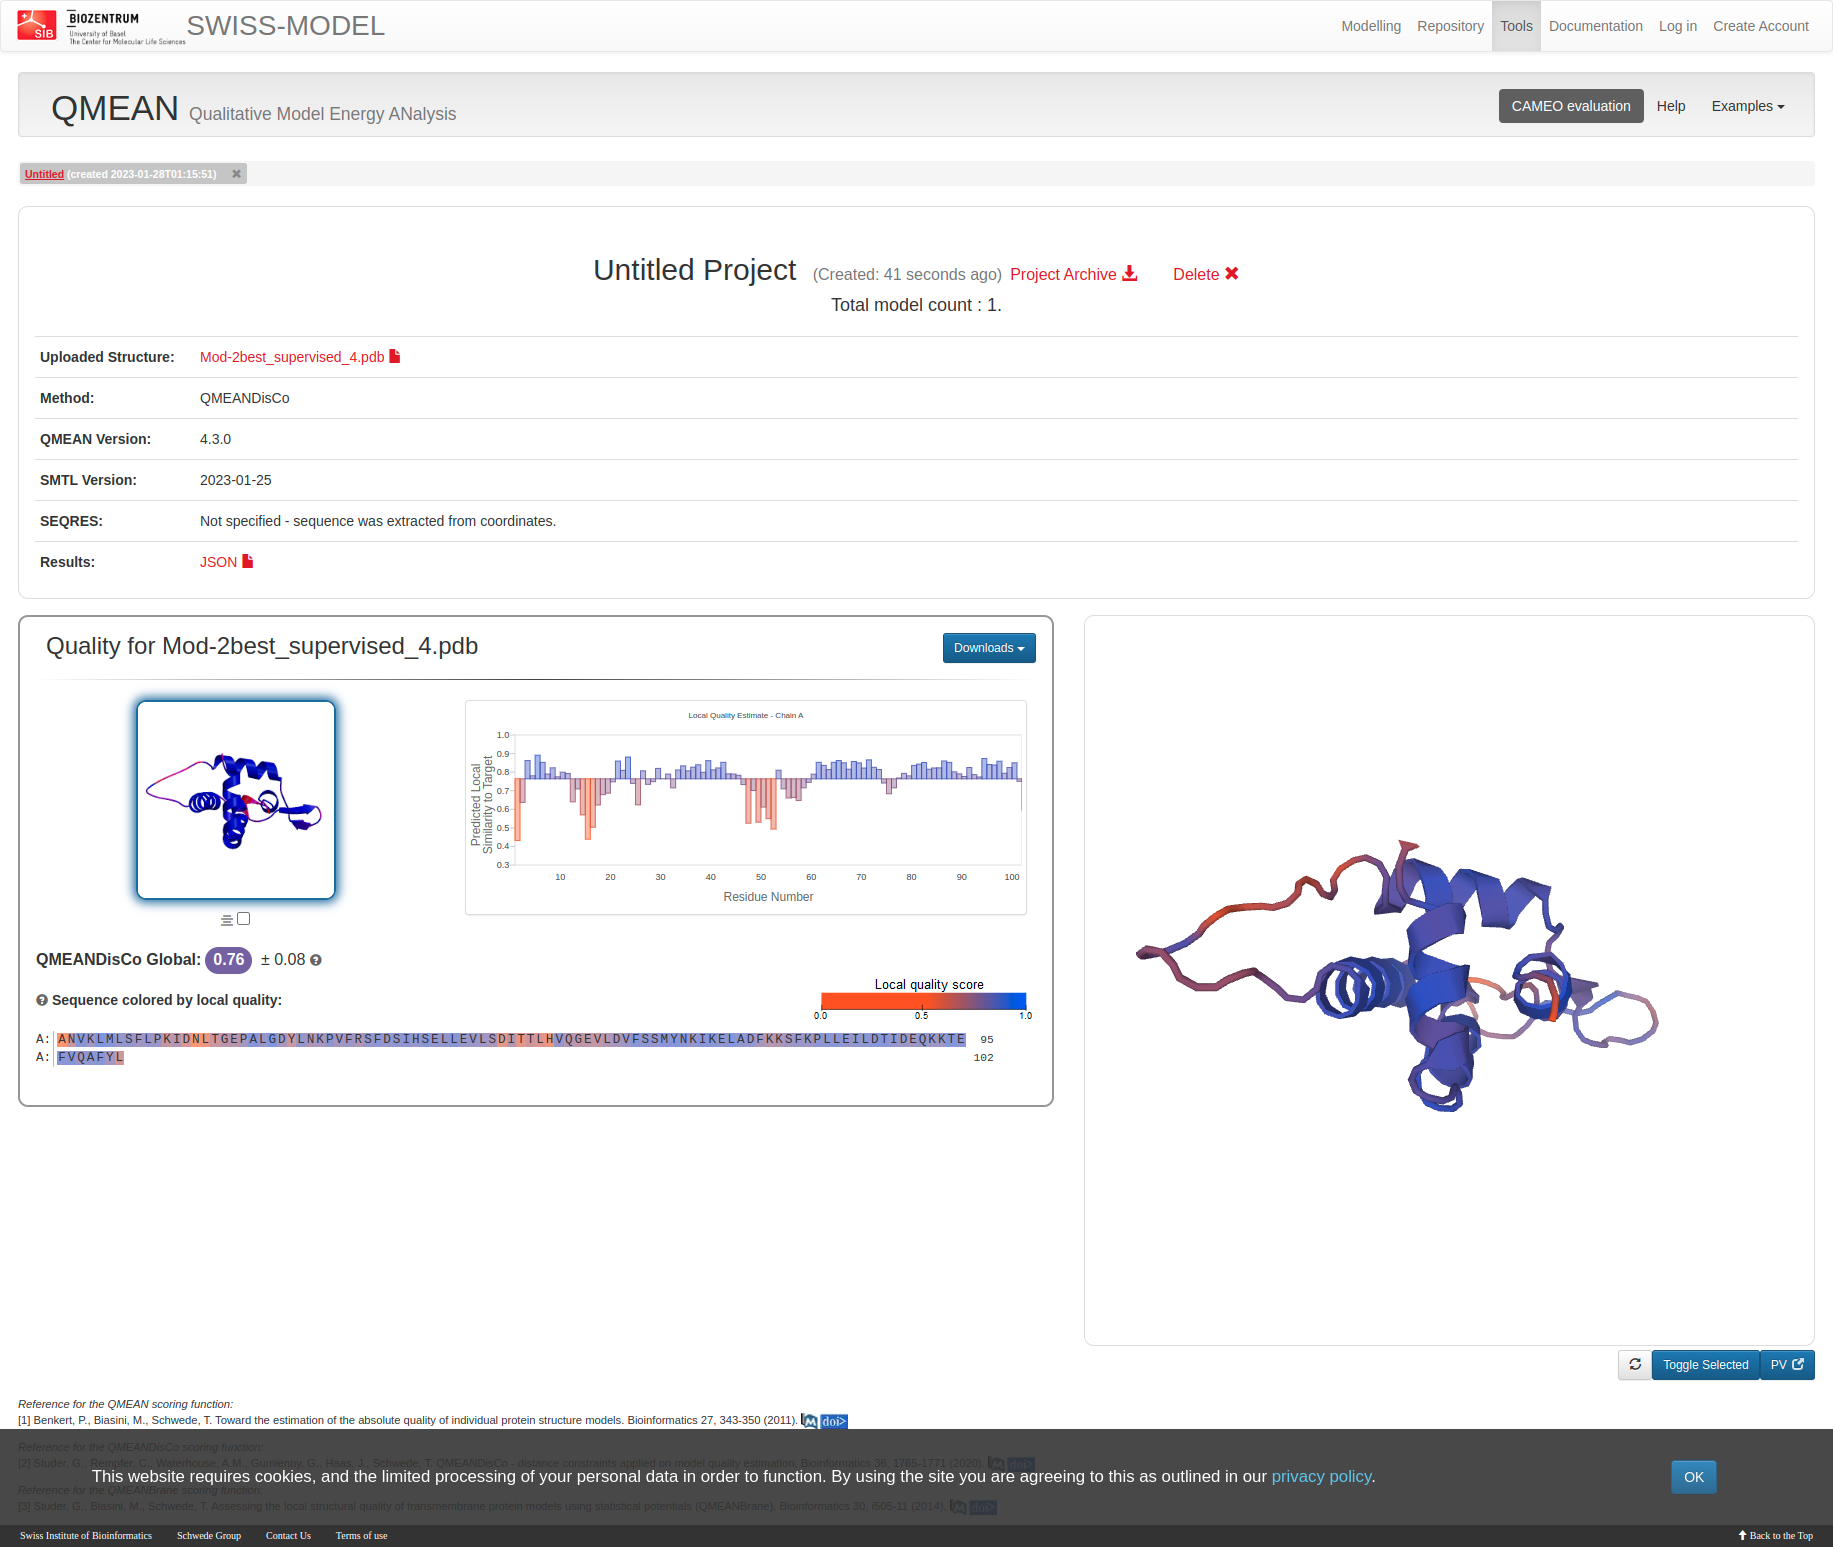 SIB
BIOZENTRUM
University of Basel
The Center for Molecular Life Sciences
SWISS-MODEL
Modelling Repository Tools Documentation Log in Create Account
QMEAN Qualitative Model Energy ANalysis
CAMEO evaluation Help Examples
Untitled (created 2023-01-28T01:15:51)
Untitled Project (Created: 41 seconds ago) Project Archive Delete
Total model count : 1.
Uploaded Structure: Mod-2best_supervised_4.pdb
Method: QMEANDisCo
QMEAN Version: 4.3.0
SMTL Version: 2023-01-25
SEQRES: Not specified - sequence was extracted from coordinates.
Results: JSON
Quality for Mod-2best_supervised_4.pdb
Downloads
Local Quality Estimate - Chain A
Predicted Local
Similarity to Target
1.0
0.9
0.8
0.7
0.6
0.5
0.4
0.3
10 20 30 40 50 60 70 80 90 100
Residue Number
QMEANDisCo Global: 0.76 ± 0.08
Sequence colored by local quality:
Local quality score
0.0 0.5 1.0
A: ANVKLMLSFLPKIDNLTGEPALGDYLNKPVFRSFDSIHSELLEVLSDITTLHVQGEVLDVFSSMYNKIKELADFKKSFKPLLEILDTIDEQKKTE 95
A: FVQAFYL 102
Toggle Selected PV
Reference for the QMEAN scoring function:
[1] Benkert, P., Biasini, M., Schwede, T. Toward the estimation of the absolute quality of individual protein structure models. Bioinformatics 27, 343-350 (2011). M doi>
Reference for the QMEANDisCo scoring function:
[2] Studer, G., Rempfer, C., Waterhouse, A.M., Gumienny, G., Haas, J., Schwede, T. QMEANDisCo - distance constraints applied on model quality estimation. Bioinformatics 36, 1765-1771 (2020). M doi>
This website requires cookies, and the limited processing of your personal data in order to function. By using the site you are agreeing to this as outlined in our privacy policy. OK
Reference for the QMEANBrane scoring function:
[3] Studer, G., Biasini, M., Schwede, T. Assessing the local structural quality of transmembrane protein models using statistical potentials (QMEANBrane). Bioinformatics 30, i505-11 (2014). M doi>
Swiss Institute of Bioinformatics Schwede Group Contact Us Terms of use Back to the Top